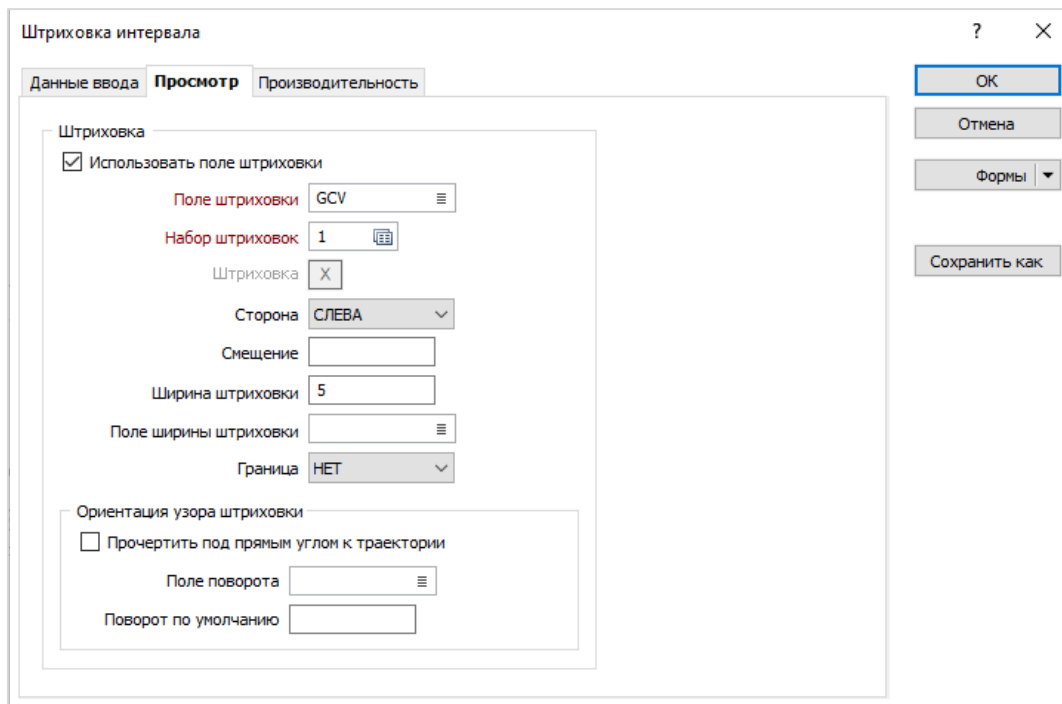 Штриховка интервала
?
Данные ввода Просмотр Производительность
OK
Отмена
Формы
Сохранить как
Штриховка
Использовать поле штриховки
Поле штриховки GCV
Набор штриховок 1
Штриховка X
Сторона СЛЕВА
Смещение
Ширина штриховки 5
Поле ширины штриховки
Граница НЕТ
Ориентация узора штриховки
Прочертить под прямым углом к траектории
Поле поворота
Поворот по умолчанию